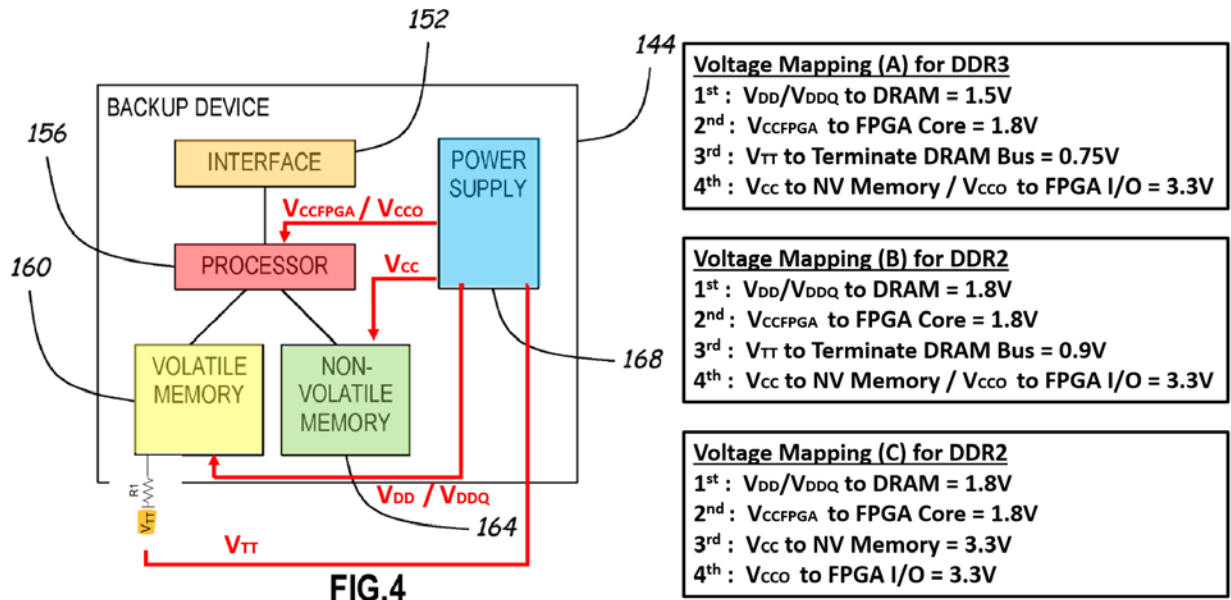 152
144
BACKUP DEVICE
156
INTERFACE
POWER
SUPPLY
VCCFPGA / VCCO
PROCESSOR
VCC
160
VOLATILE
MEMORY
NON-
VOLATILE
MEMORY
168
R1
VTT
VDD / VDDQ
164
VTT
FIG.4
Voltage Mapping (A) for DDR3
1st : VDD/VDDQ to DRAM = 1.5V
2nd : VCCFPGA to FPGA Core = 1.8V
3rd : VTT to Terminate DRAM Bus = 0.75V
4th : VCC to NV Memory / VCCO to FPGA I/O = 3.3V
Voltage Mapping (B) for DDR2
1st : VDD/VDDQ to DRAM = 1.8V
2nd : VCCFPGA to FPGA Core = 1.8V
3rd : VTT to Terminate DRAM Bus = 0.9V
4th : VCC to NV Memory / VCCO to FPGA I/O = 3.3V
Voltage Mapping (C) for DDR2
1st : VDD/VDDQ to DRAM = 1.8V
2nd : VCCFPGA to FPGA Core = 1.8V
3rd : VCC to NV Memory = 3.3V
4th : VCCO to FPGA I/O = 3.3V